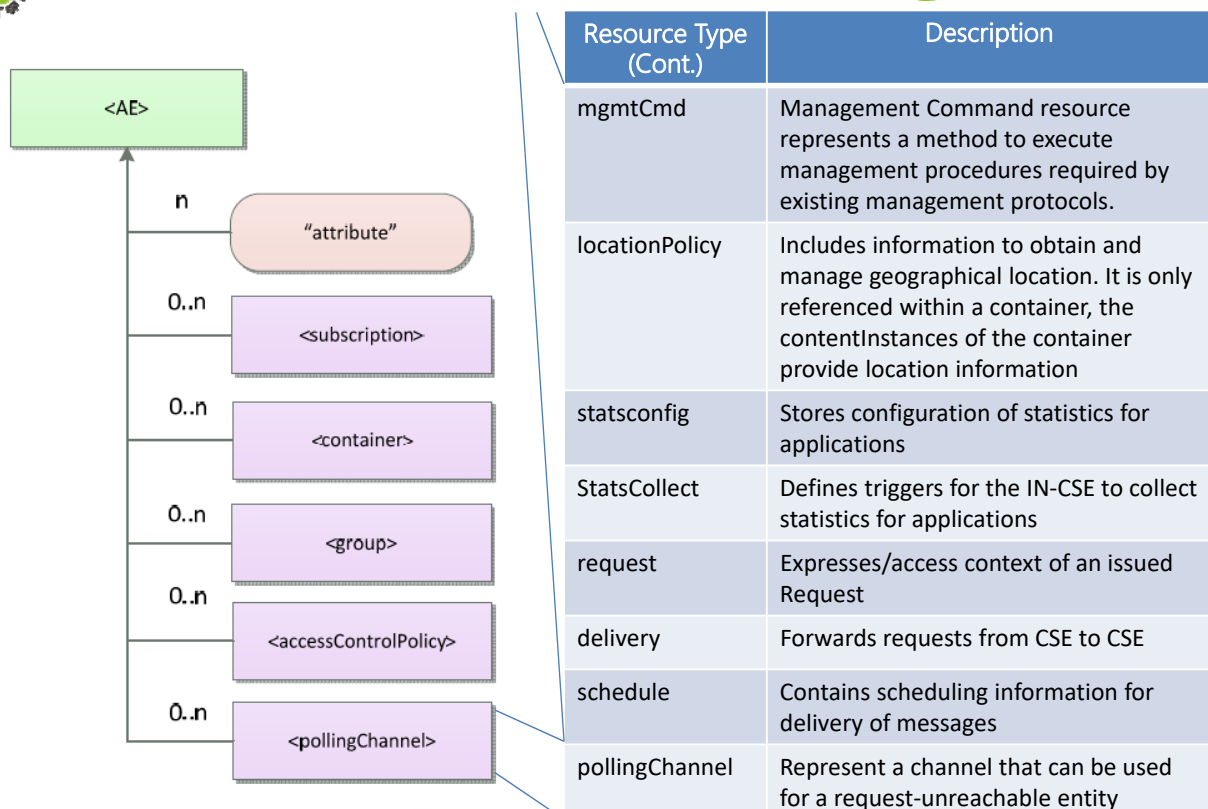 <AE>
n
“attribute”
0..n
<subscription>
0..n
<container>
0..n
<group>
0..n
<accessControlPolicy>
0..n
<pollingChannel>
Resource Type
(Cont.)
Description
mgmtCmd
Management Command resource
represents a method to execute
management procedures required by
existing management protocols.
locationPolicy
Includes information to obtain and
manage geographical location. It is only
referenced within a container, the
contentInstances of the container
provide location information
statsconfig
Stores configuration of statistics for
applications
StatsCollect
Defines triggers for the IN-CSE to collect
statistics for applications
request
Expresses/access context of an issued
Request
delivery
Forwards requests from CSE to CSE
schedule
Contains scheduling information for
delivery of messages
pollingChannel
Represent a channel that can be used
for a request-unreachable entity